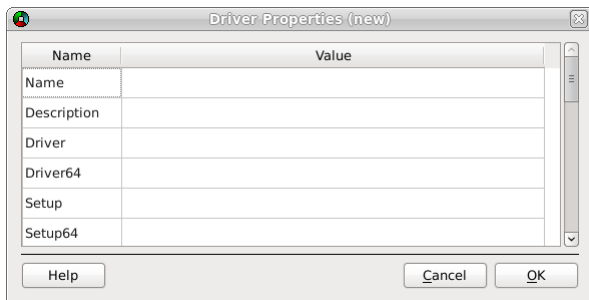 Driver Properties (new)
Name Value
Name
Description
Driver
Driver64
Setup
Setup64
Help Cancel OK